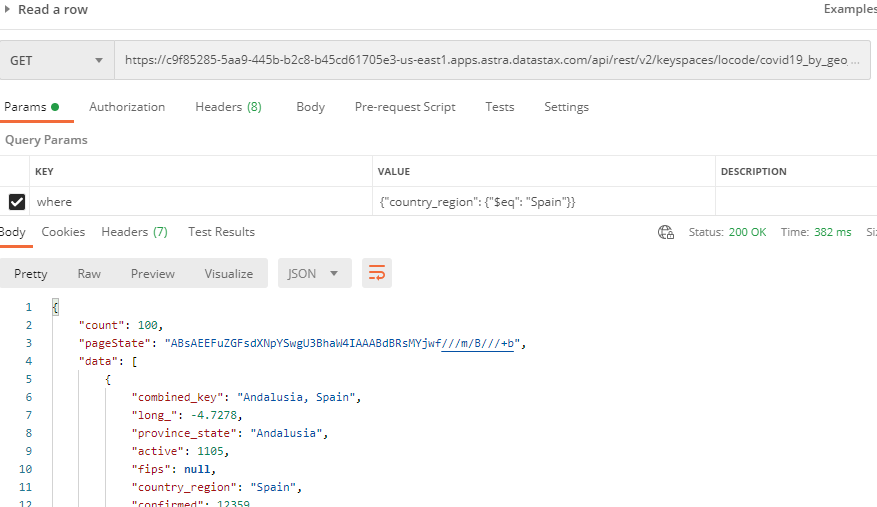 Read a row Examples
GET https://c9f85285-5aa9-445b-b2c8-b45cd61705e3-us-east1.apps.astra.datastax.com/api/rest/v2/keyspaces/locode/covid19_by_geo_...
Params Authorization Headers (8) Body Pre-request Script Tests Settings
Query Params
KEY VALUE DESCRIPTION
where {"country_region": {"$eq": "Spain"}}
Body Cookies Headers (7) Test Results Status: 200 OK Time: 382 ms Si
Pretty Raw Preview Visualize JSON
1 {
2 "count": 100,
3 "pageState": "ABsAEEFuZGFsdXNpYSwgU3BhaW4IAAABdBRsMYjwf///m/B///+b",
4 "data": [
5 {
6 "combined_key": "Andalusia, Spain",
7 "long_": -4.7278,
8 "province_state": "Andalusia",
9 "active": 1105,
10 "fips": null,
11 "country_region": "Spain",
12 "confirmed": 12359